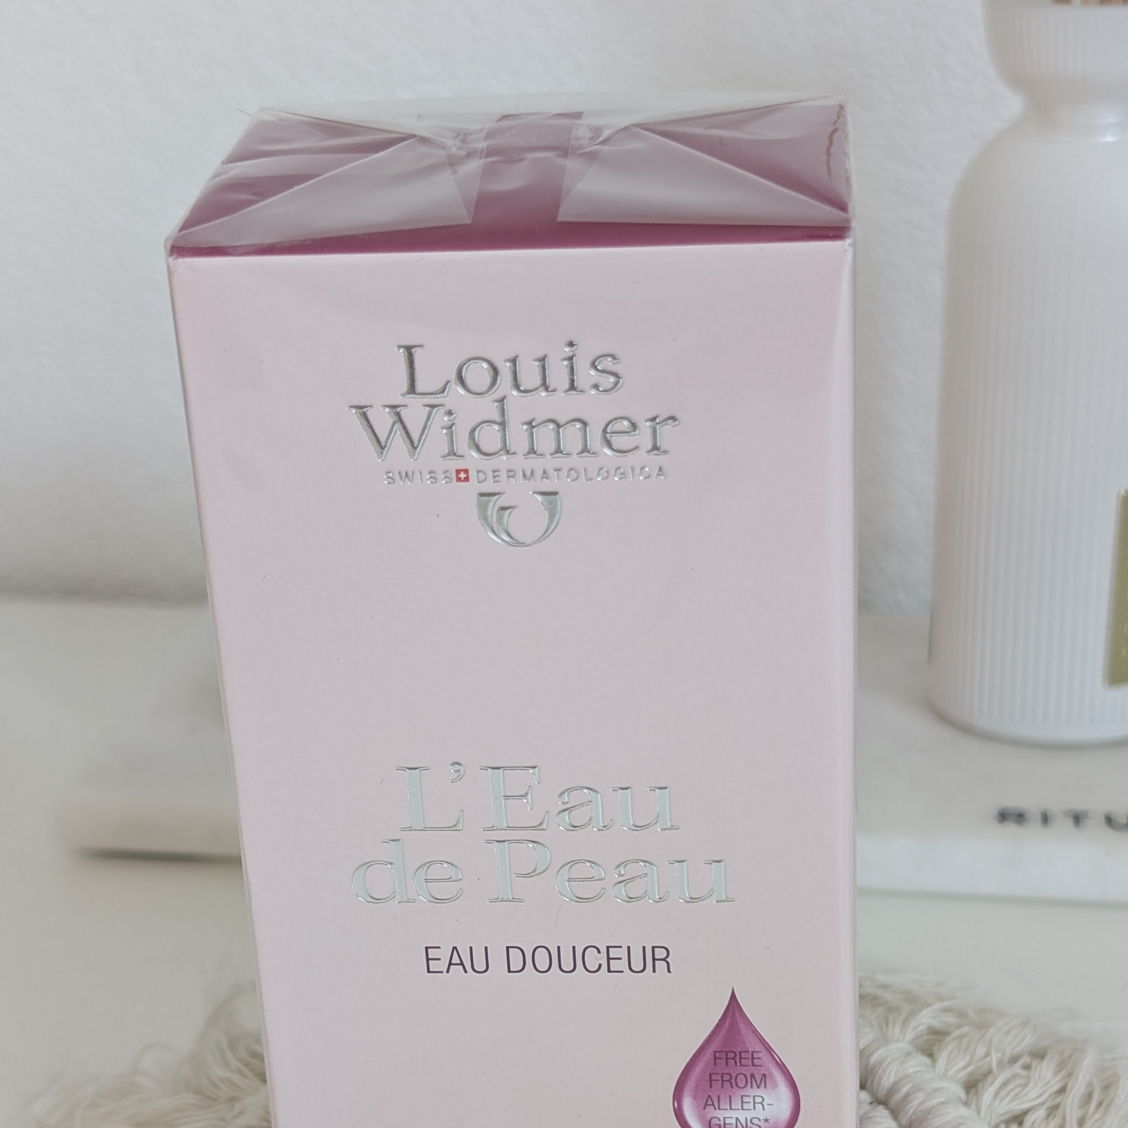 Louis
Widmer
SWISS DERMATOLOGICA
L'Eau
de Peau
EAU DOUCEUR
FREE
FROM
ALLER-
GENS*
RITU